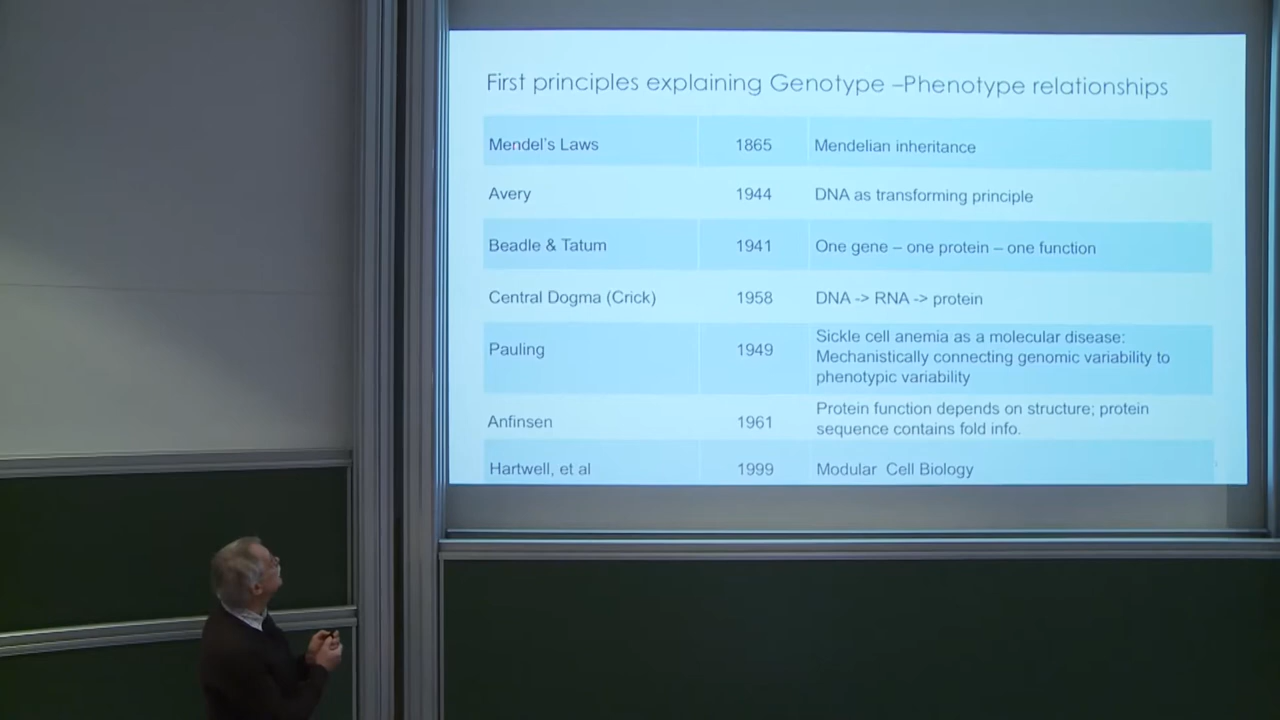 First principles explaining Genotype –Phenotype relationships
Mendel's Laws 1865 Mendelian inheritance
Avery 1944 DNA as transforming principle
Beadle & Tatum 1941 One gene – one protein – one function
Central Dogma (Crick) 1958 DNA -> RNA -> protein
Pauling 1949 Sickle cell anemia as a molecular disease:
Mechanistically connecting genomic variability to
phenotypic variability
Anfinsen 1961 Protein function depends on structure; protein
sequence contains fold info.
Hartwell, et al 1999 Modular Cell Biology